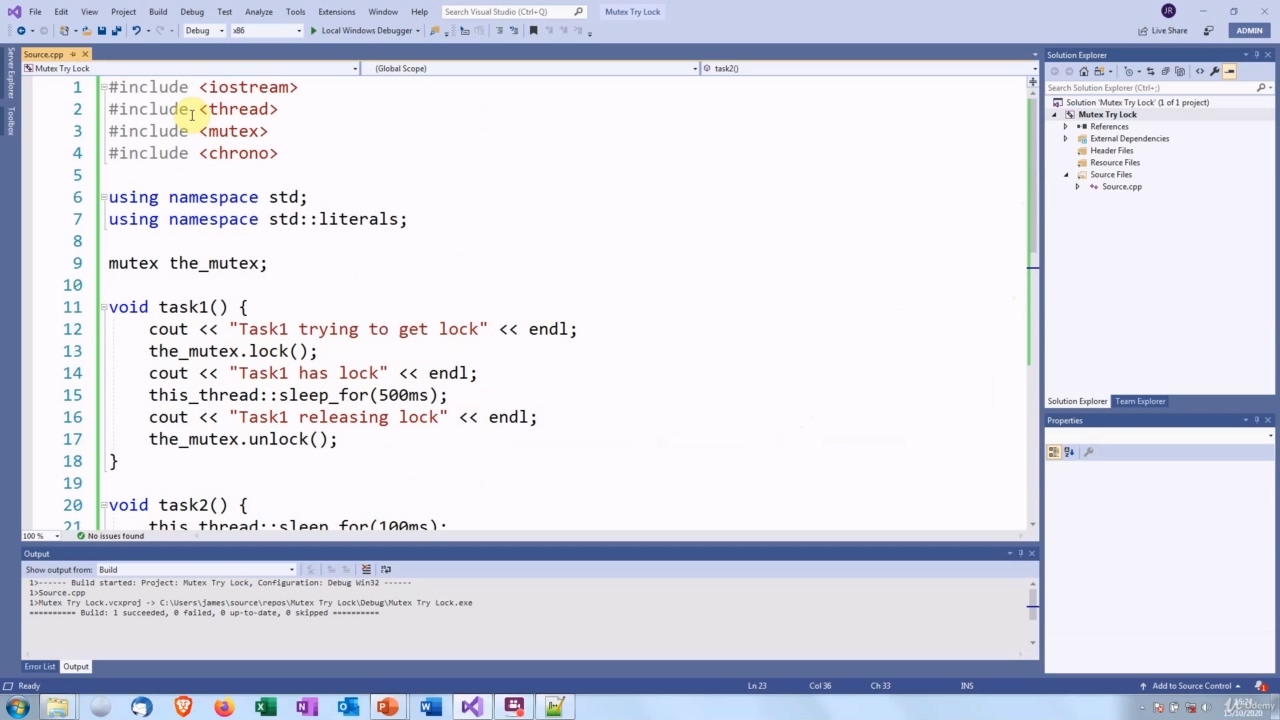 File Edit View Project Build Debug Test Analyze Tools Extensions Window Help Search Visual Studio (Ctrl+Q) Mutex Try Lock JR
Debug x86 Local Windows Debugger Live Share ADMIN
Server Explorer
Toolbox
Source.cpp
Mutex Try Lock (Global Scope) task2()
1 #include <iostream>
2 #include <thread>
3 #include <mutex>
4 #include <chrono>
5
6 using namespace std;
7 using namespace std::literals;
8
9 mutex the_mutex;
10
11 void task1() {
12 cout << "Task1 trying to get lock" << endl;
13 the_mutex.lock();
14 cout << "Task1 has lock" << endl;
15 this_thread::sleep_for(500ms);
16 cout << "Task1 releasing lock" << endl;
17 the_mutex.unlock();
18 }
19
20 void task2() {
21 this_thread::sleep_for(100ms);
100 % No issues found
Output
Show output from: Build
1>------ Build started: Project: Mutex Try Lock, Configuration: Debug Win32 ------
1>Source.cpp
1>Mutex Try Lock.vcxproj -> C:\Users\james\source\repos\Mutex Try Lock\Debug\Mutex Try Lock.exe
========== Build: 1 succeeded, 0 failed, 0 up-to-date, 0 skipped ==========
Error List Output
Solution Explorer
Search Solution Explorer (Ctrl+;)
Solution 'Mutex Try Lock' (1 of 1 project)
Mutex Try Lock
References
External Dependencies
Header Files
Resource Files
Source Files
Source.cpp
Solution Explorer Team Explorer
Properties
Ready Ln 23 Col 36 Ch 33 INS Add to Source Control 1
Udemy
15/10/2020